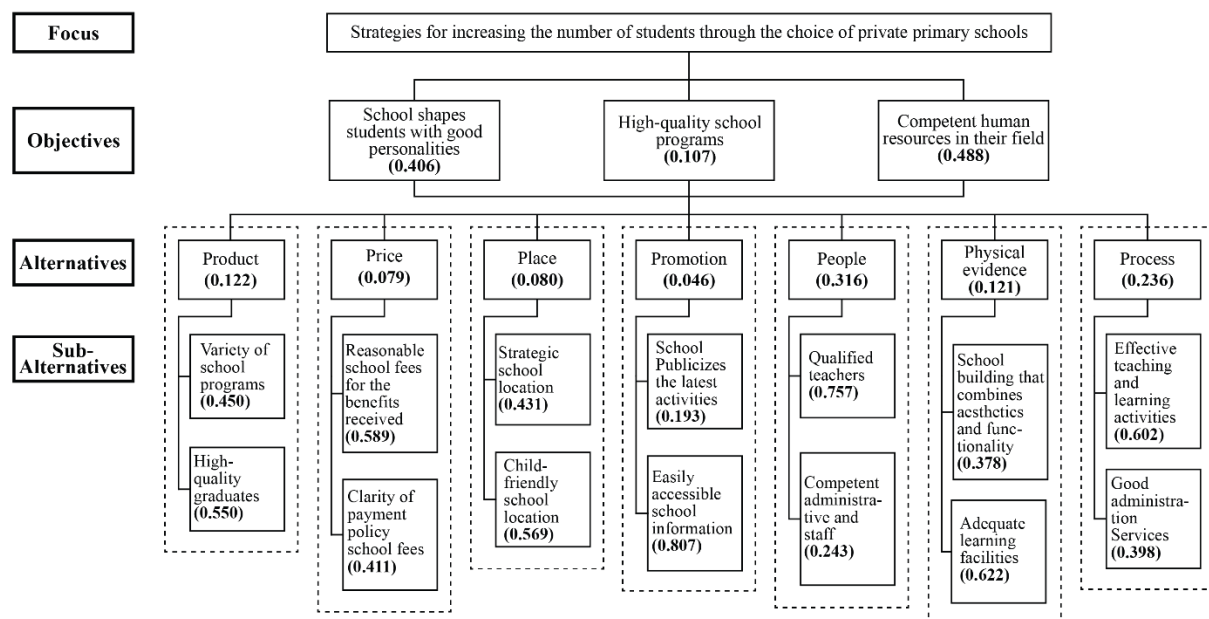 Focus
Strategies for increasing the number of students through the choice of private primary schools
Objectives
School shapes
students with good
personalities
(0.406)
High-quality school
programs
(0.107)
Competent human
resources in their field
(0.488)
Alternatives
Product
(0.122)
Price
(0.079)
Place
(0.080)
Promotion
(0.046)
People
(0.316)
Physical
evidence
(0.121)
Process
(0.236)
Sub-
Alternatives
Variety of
school
programs
(0.450)
High-
quality
graduates
(0.550)
Reasonable
school fees
for the
benefits
received
(0.589)
Clarity of
payment
policy
school fees
(0.411)
Strategic
school
location
(0.431)
Child-
friendly
school
location
(0.569)
School
Publicizes
the latest
activities
(0.193)
Easily
accessible
school
information
(0.807)
Qualified
teachers
(0.757)
Competent
administra-
tive and
staff
(0.243)
School
building that
combines
aesthetics
and func-
tionality
(0.378)
Adequate
learning
facilities
(0.622)
Effective
teaching
and
learning
activities
(0.602)
Good
administra-
tion
Services
(0.398)